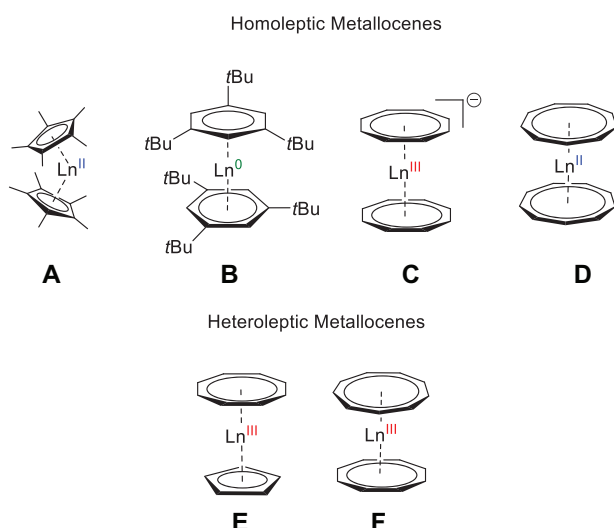 Homoleptic Metallocenes
tBu
⊖
tBu
tBu
Ln^II
Ln^0
Ln^III
Ln^II
tBu
tBu
tBu
A B C D
Heteroleptic Metallocenes
Ln^III
Ln^III
E F